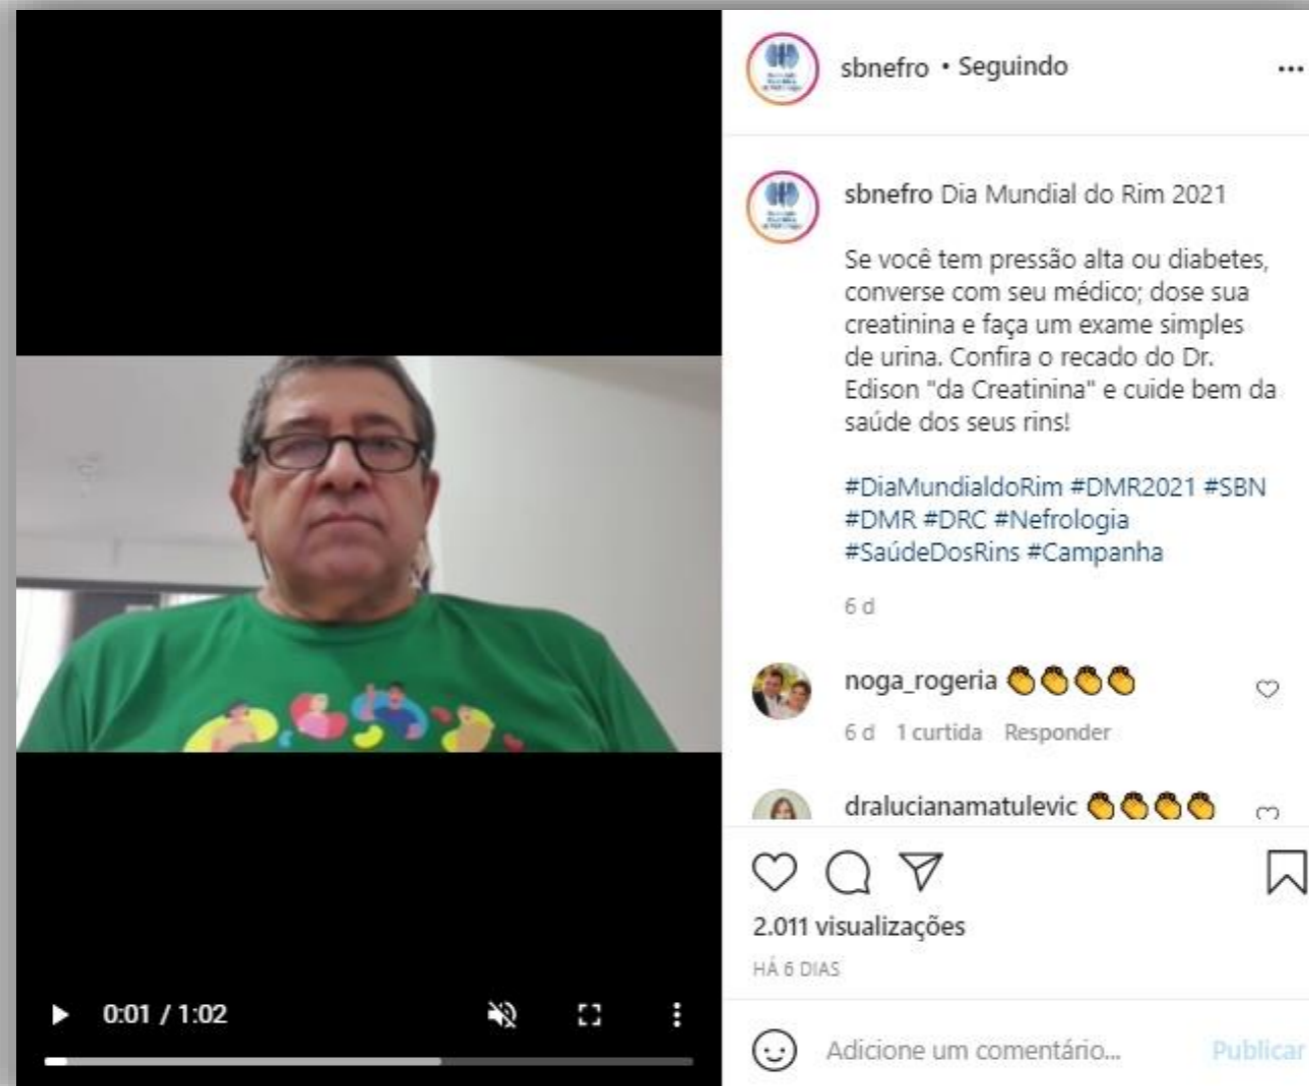 sbnefro • Seguindo
sbnefro Dia Mundial do Rim 2021
Se você tem pressão alta ou diabetes,
converse com seu médico; dose sua
creatinina e faça um exame simples
de urina. Confira o recado do Dr.
Edison "da Creatinina" e cuide bem da
saúde dos seus rins!
#DiaMundialdoRim #DMR2021 #SBN
#DMR #DRC #Nefrologia
#SaúdeDosRins #Campanha
6 d
noga_rogeria 👏👏👏👏
6 d 1 curtida Responder
dralucianamatulevic 👏👏👏👏
2.011 visualizações
HÁ 6 DIAS
0:01 / 1:02
Adicione um comentário... Publicar